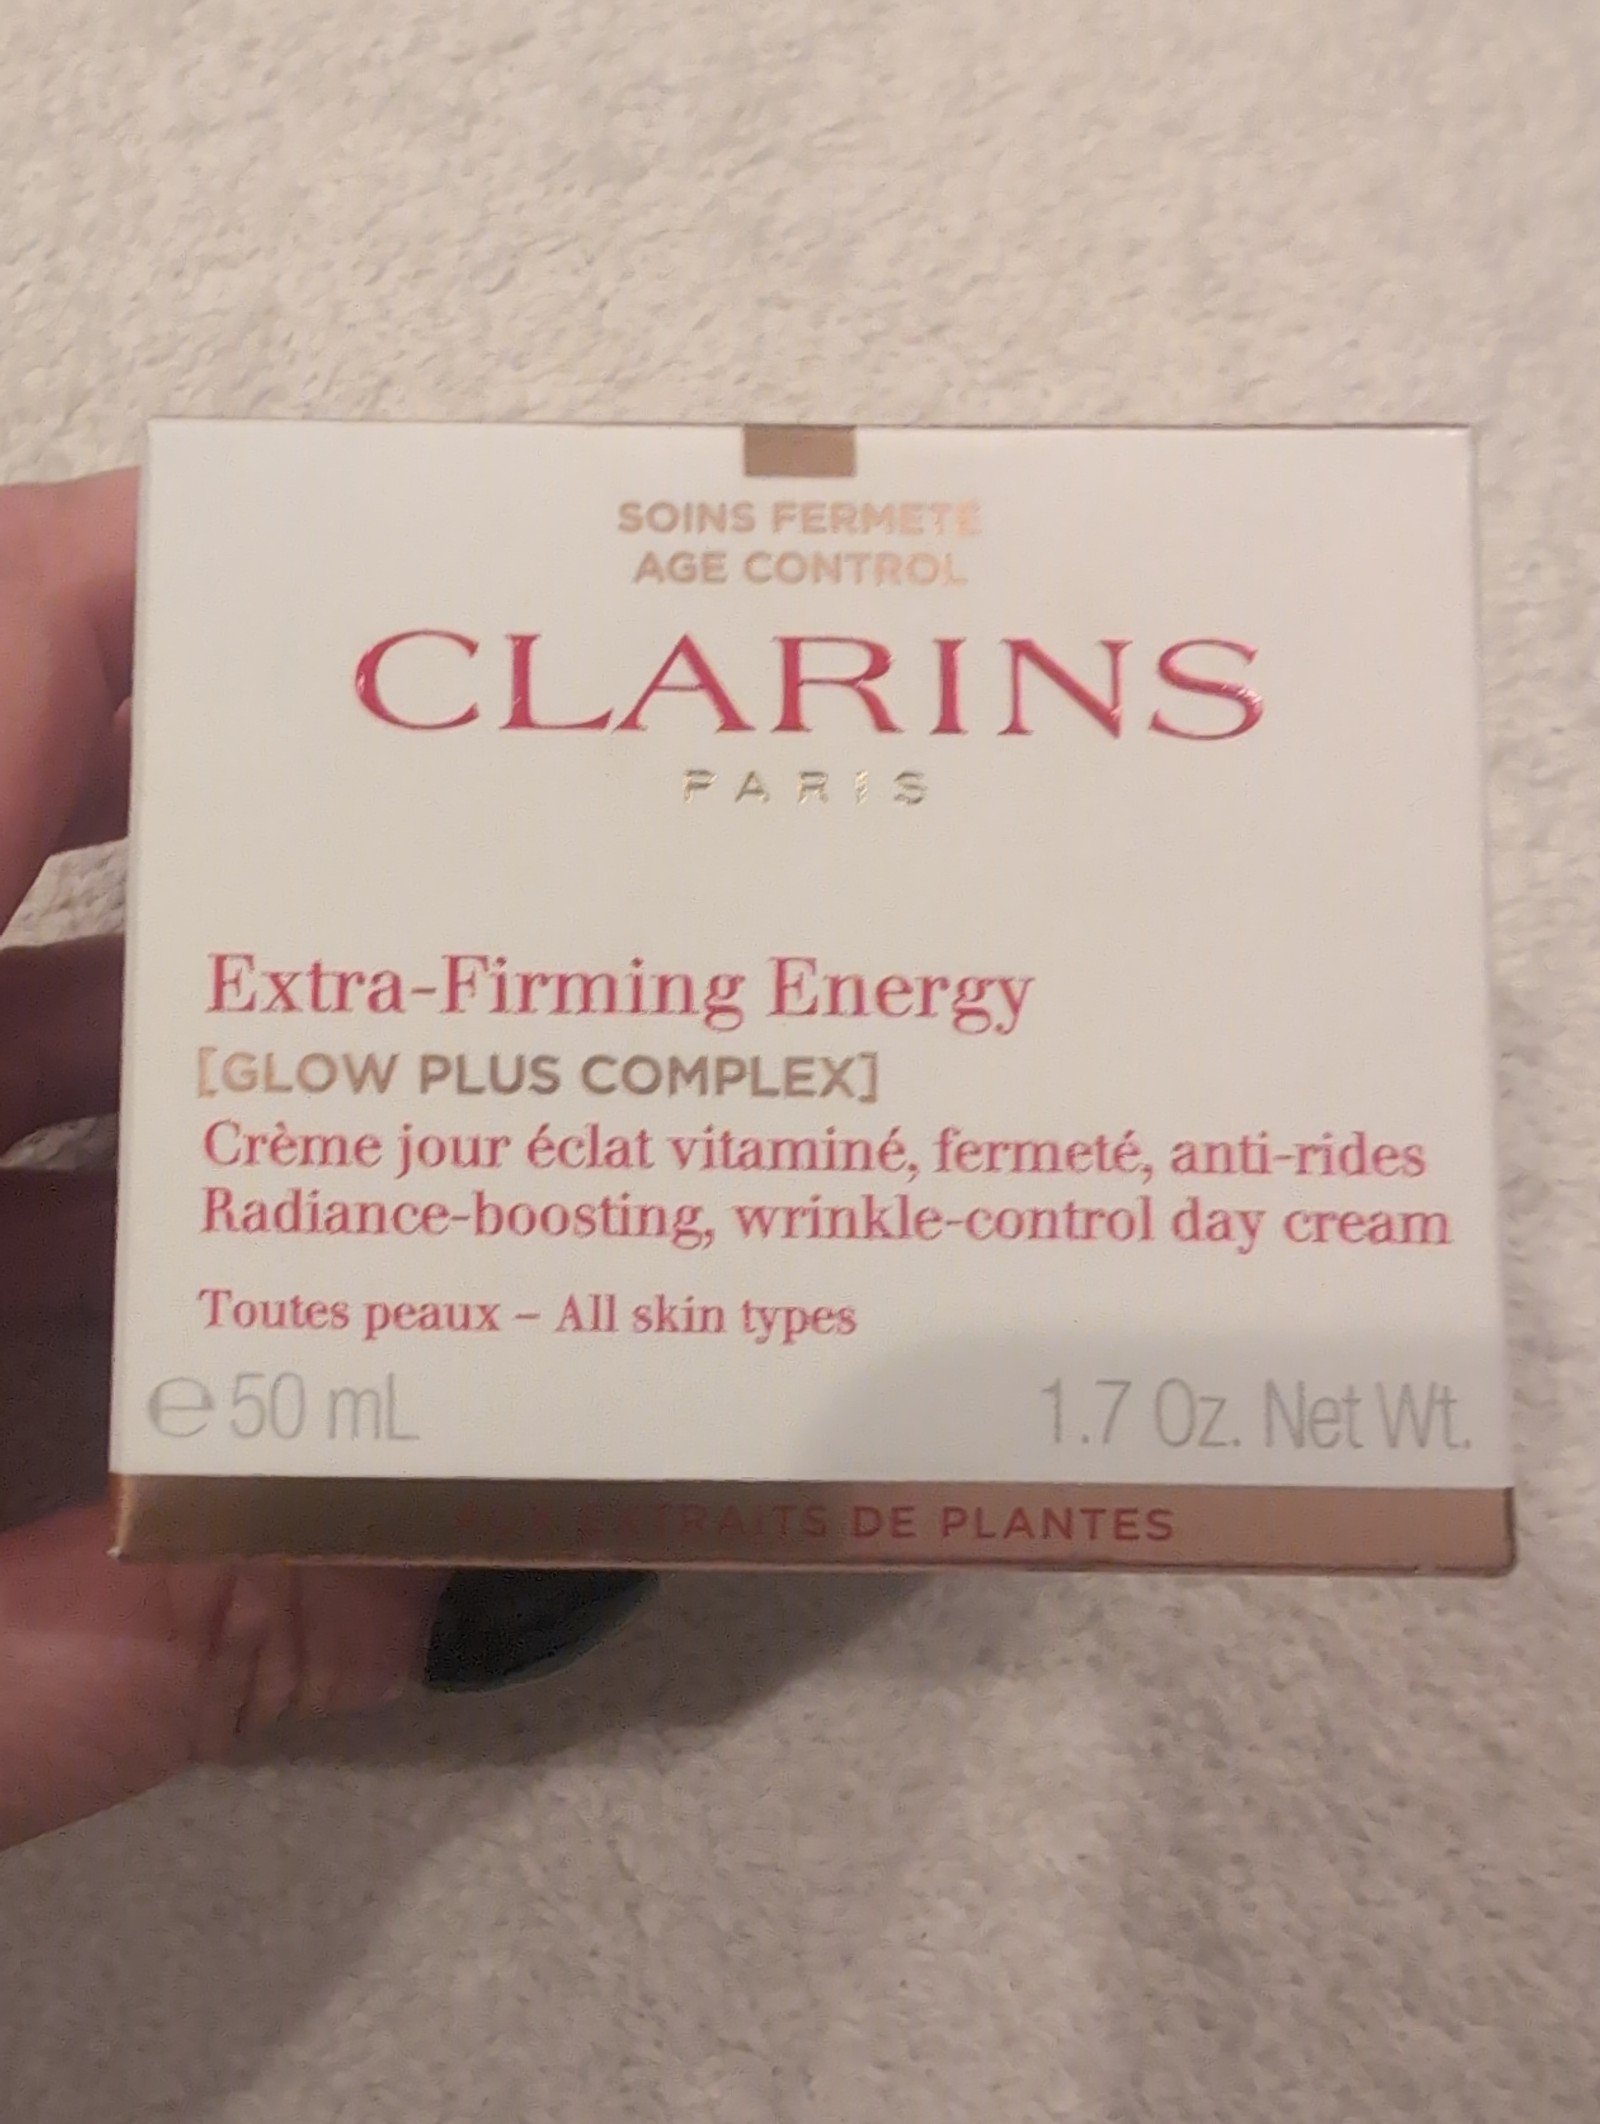 SOINS FERMETÉ
AGE CONTROL
CLARINS
PARIS
Extra-Firming Energy
[GLOW PLUS COMPLEX]
Crème jour éclat vitaminé, fermeté, anti-rides
Radiance-boosting, wrinkle-control day cream
Toutes peaux – All skin types
℮ 50 mL 1.7 Oz. Net Wt.
AUX EXTRAITS DE PLANTES